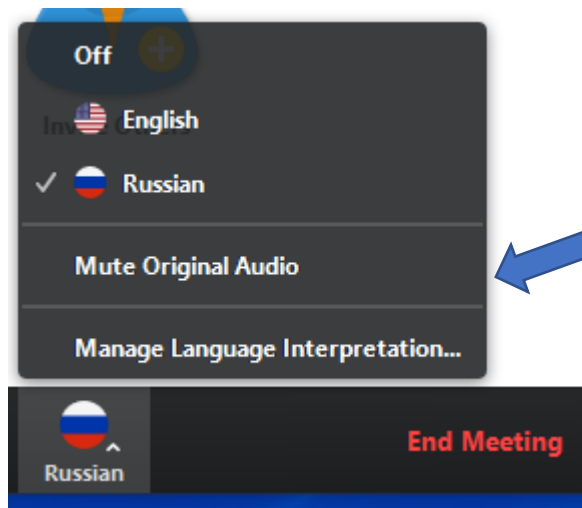 Off
English
Russian
Mute Original Audio
Manage Language Interpretation...
Russian
End Meeting